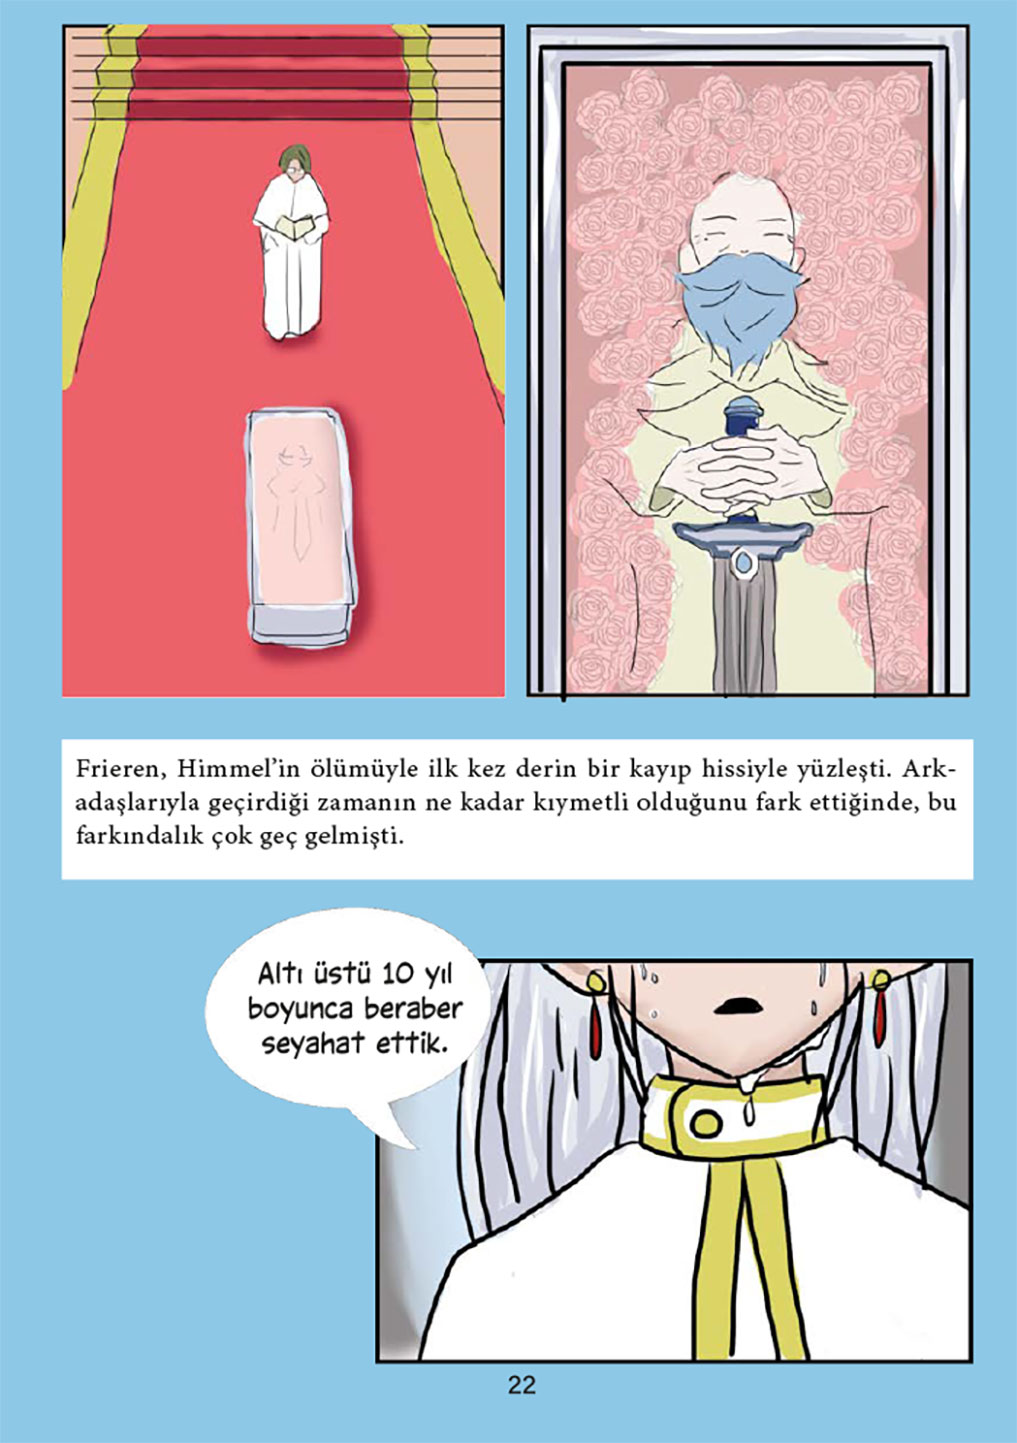 Frieren, Himmel’in ölümüyle ilk kez derin bir kayıp hissiyle yüzleşti. Ark-
adaşlarıyla geçirdiği zamanın ne kadar kıymetli olduğunu fark ettiğinde, bu
farkındalık çok geç gelmişti.
Altı üstü 10 yıl
boyunca beraber
seyahat ettik.
22